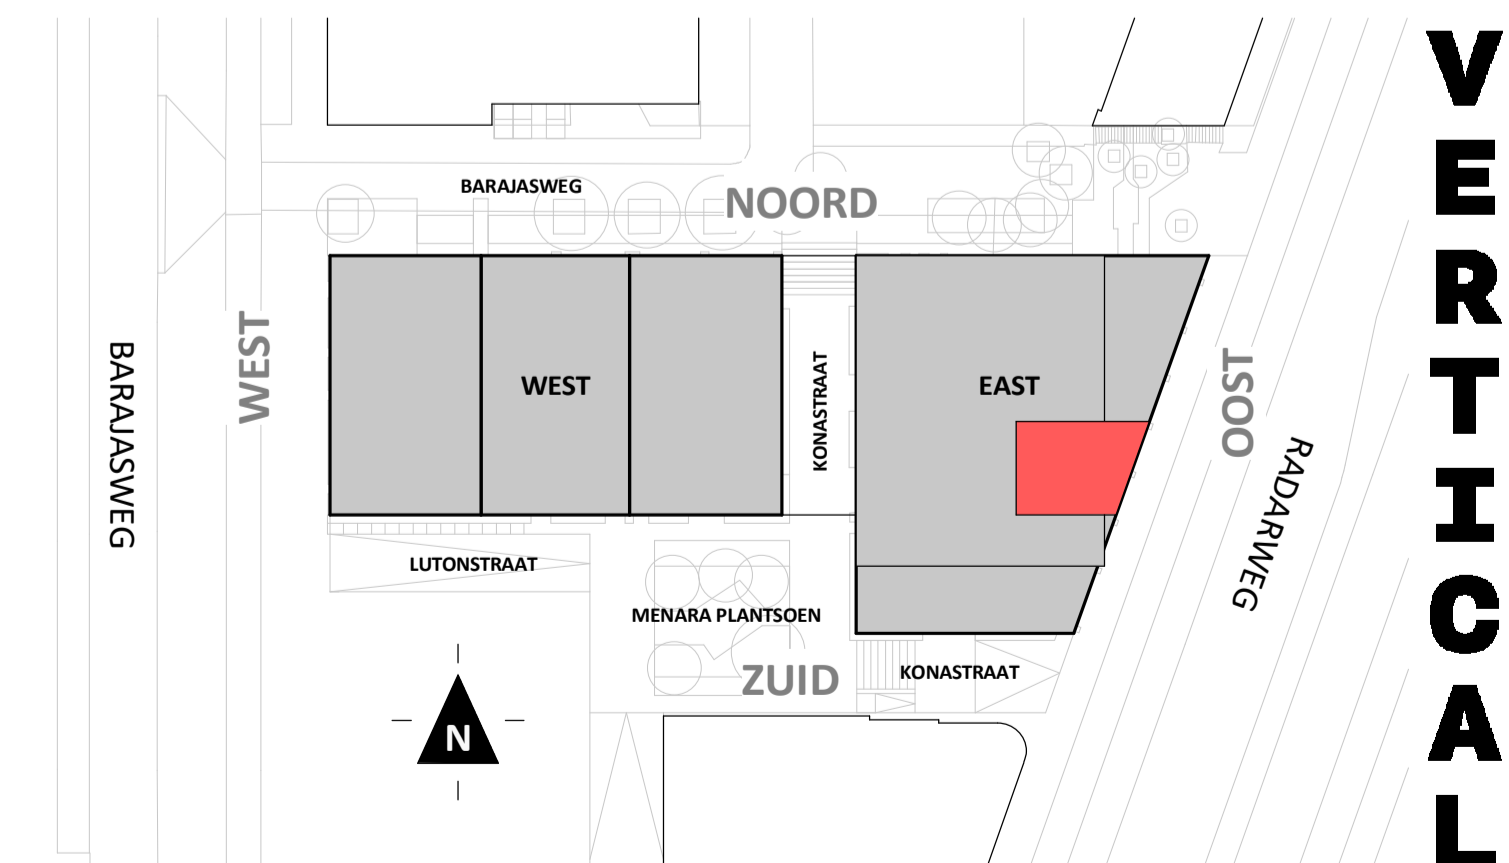 BARAJASWEG
NOORD
WEST
BARAJASWEG
WEST
KONASTRAAT
EAST
OOST
RADARWEG
LUTONSTRAAT
MENARA PLANTSOEN
ZUID
KONASTRAAT
N
VERTICAL